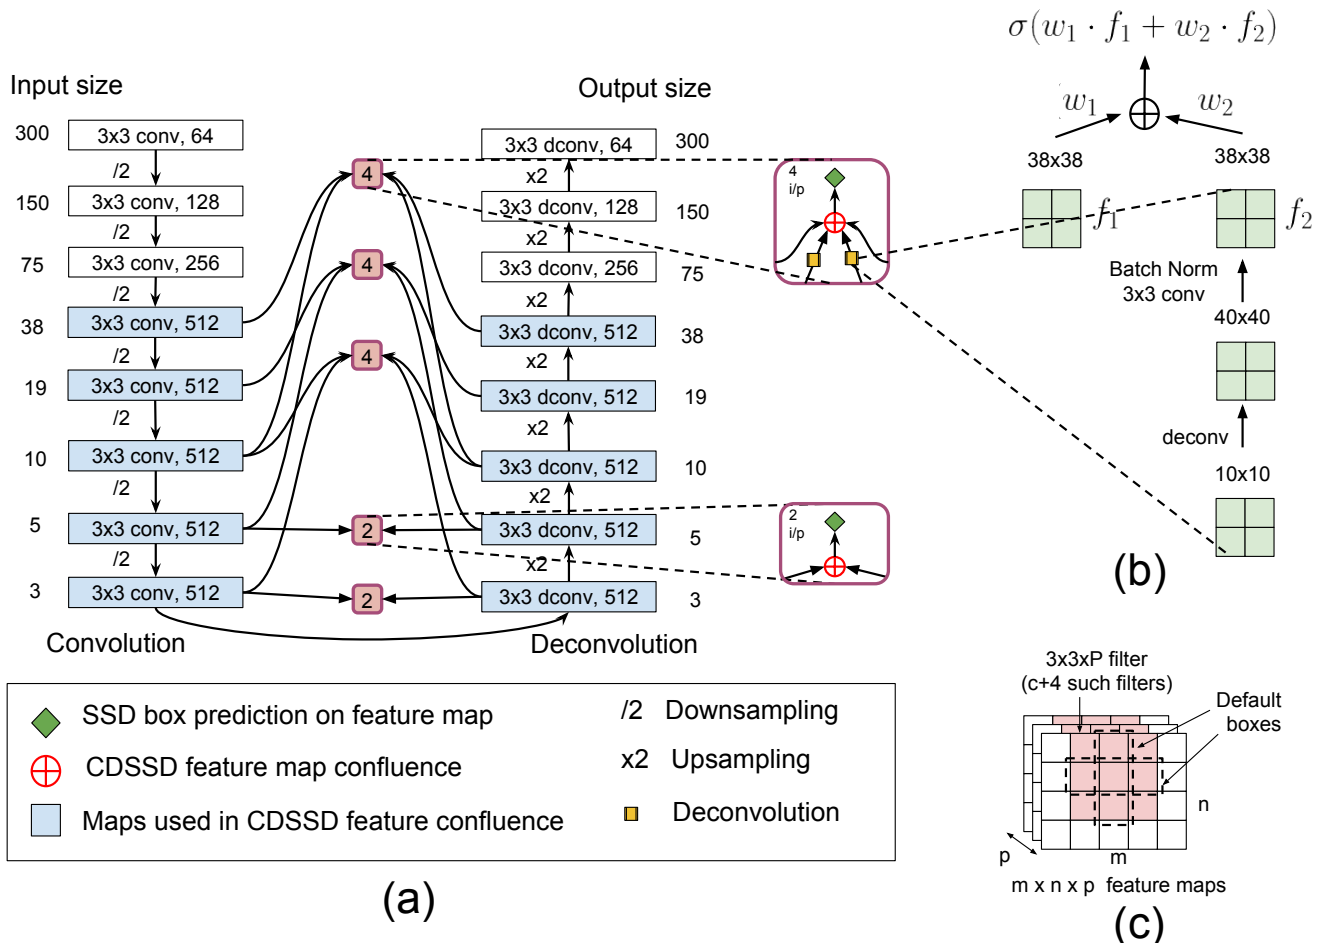 Input size
300
3x3 conv, 64
/2
150
3x3 conv, 128
/2
75
3x3 conv, 256
/2
38
3x3 conv, 512
/2
19
3x3 conv, 512
/2
10
3x3 conv, 512
/2
5
3x3 conv, 512
/2
3
3x3 conv, 512
Convolution
4
4
4
2
2
Output size
3x3 dconv, 64
300
x2
3x3 dconv, 128
150
x2
3x3 dconv, 256
75
x2
3x3 dconv, 512
38
x2
3x3 dconv, 512
19
x2
3x3 dconv, 512
10
x2
3x3 dconv, 512
5
x2
3x3 dconv, 512
3
Deconvolution
4
i/p
2
i/p
SSD box prediction on feature map
CDSSD feature map confluence
Maps used in CDSSD feature confluence
/2 Downsampling
x2 Upsampling
Deconvolution
(a)
σ(w₁ · f₁ + w₂ · f₂)
w₁
w₂
38x38
38x38
f₁
f₂
Batch Norm
3x3 conv
40x40
deconv
10x10
(b)
3x3xP filter
(c+4 such filters)
Default
boxes
n
p
m
m x n x p feature maps
(c)